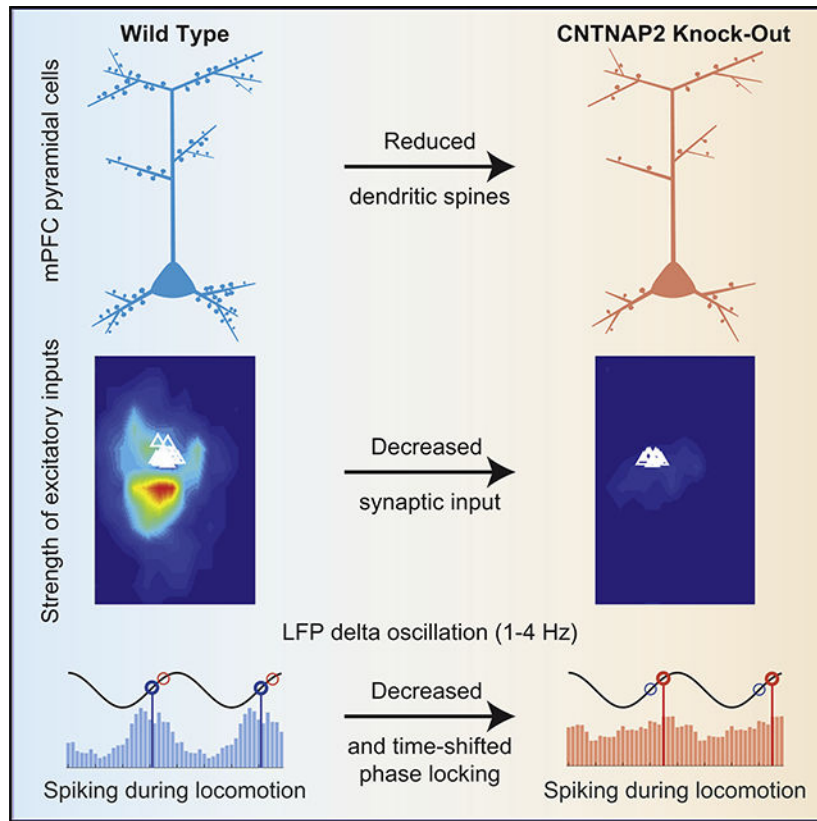 Wild Type
CNTNAP2 Knock-Out
mPFC pyramidal cells
Reduced
dendritic spines
Strength of excitatory inputs
Decreased
synaptic input
LFP delta oscillation (1-4 Hz)
Decreased
and time-shifted
phase locking
Spiking during locomotion
Spiking during locomotion